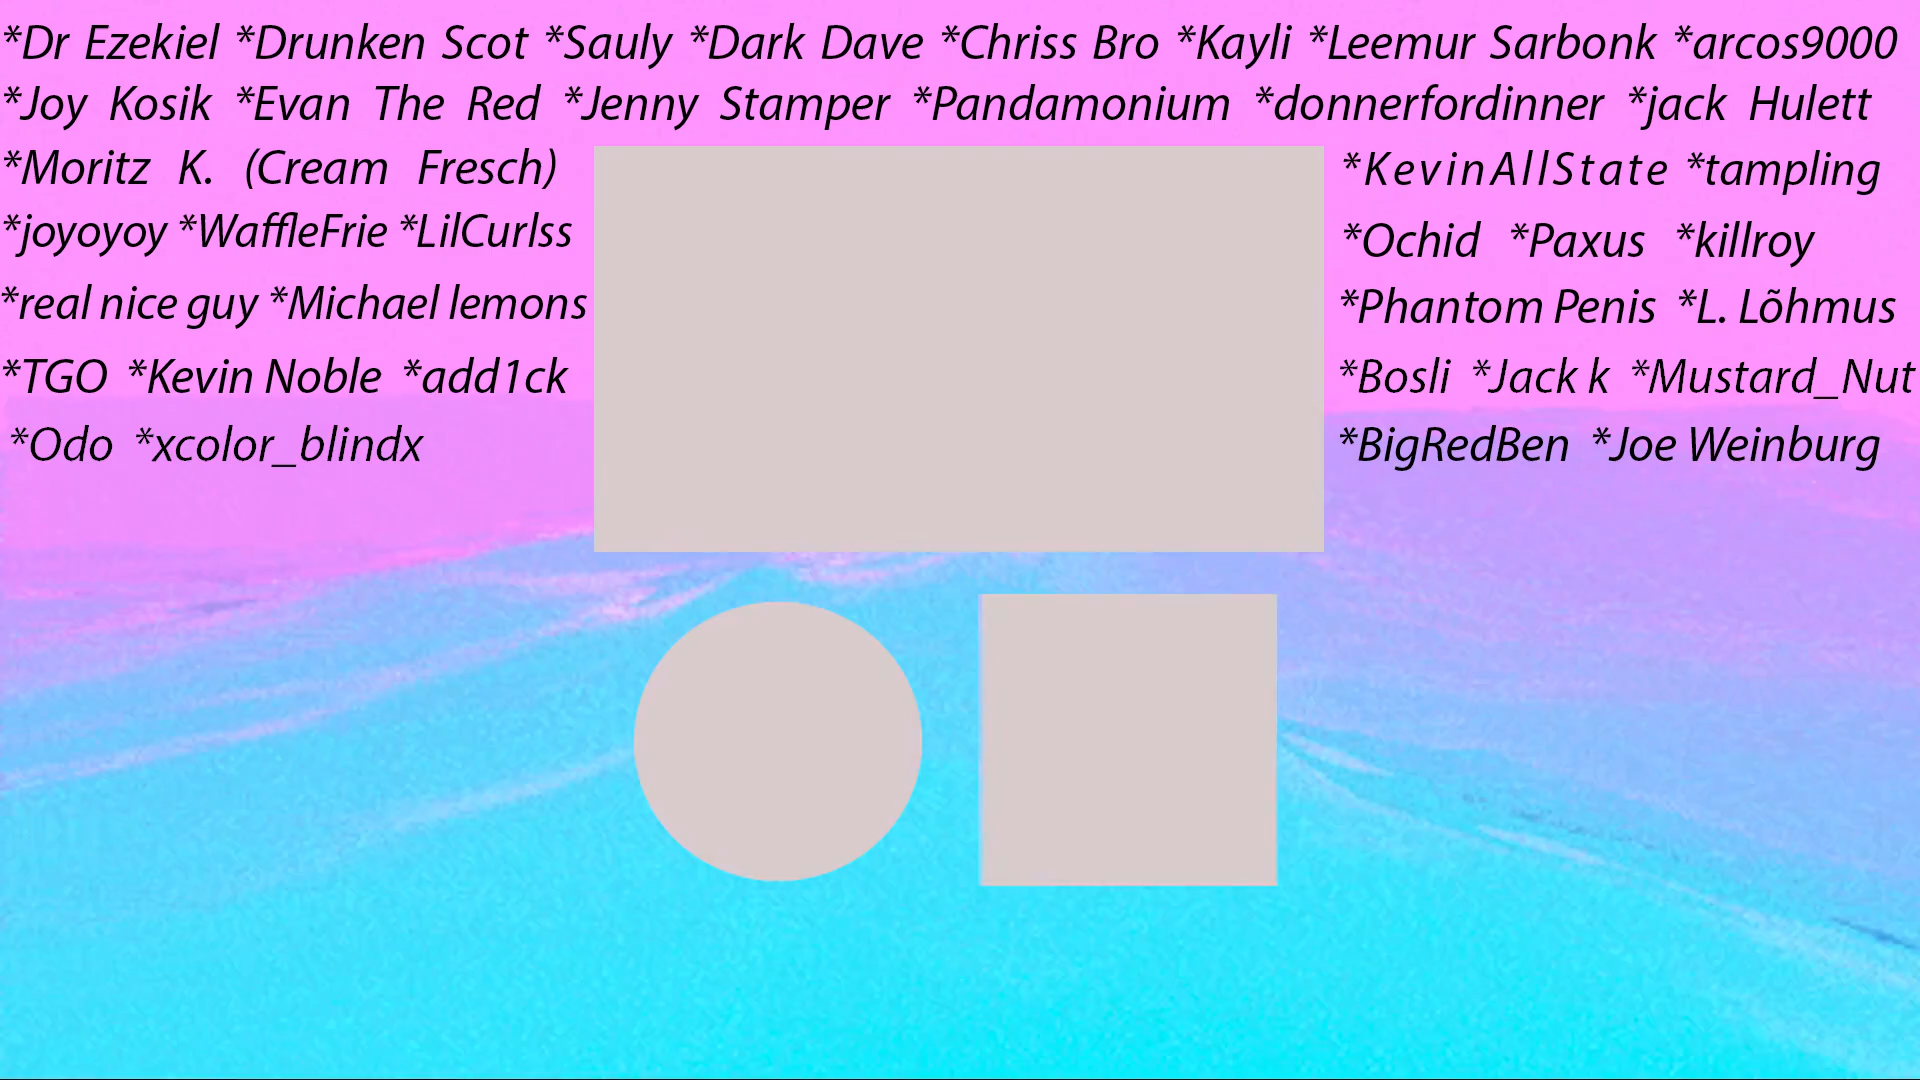 *Dr Ezekiel *Drunken Scot *Sauly *Dark Dave *Chriss Bro *Kayli *Leemur Sarbonk *arcos9000
*Joy Kosik *Evan The Red *Jenny Stamper *Pandamonium *donnerfordinner *jack Hulett
*Moritz K. (Cream Fresch)
*joyoyoy *WaffleFrie *LilCurlss
*real nice guy *Michael lemons
*TGO *Kevin Noble *add1ck
*Odo *xcolor_blindx
*KevinAllState *tampling
*Ochid *Paxus *killroy
*Phantom Penis *L. Lõhmus
*Bosli *Jack k *Mustard_Nut
*BigRedBen *Joe Weinburg